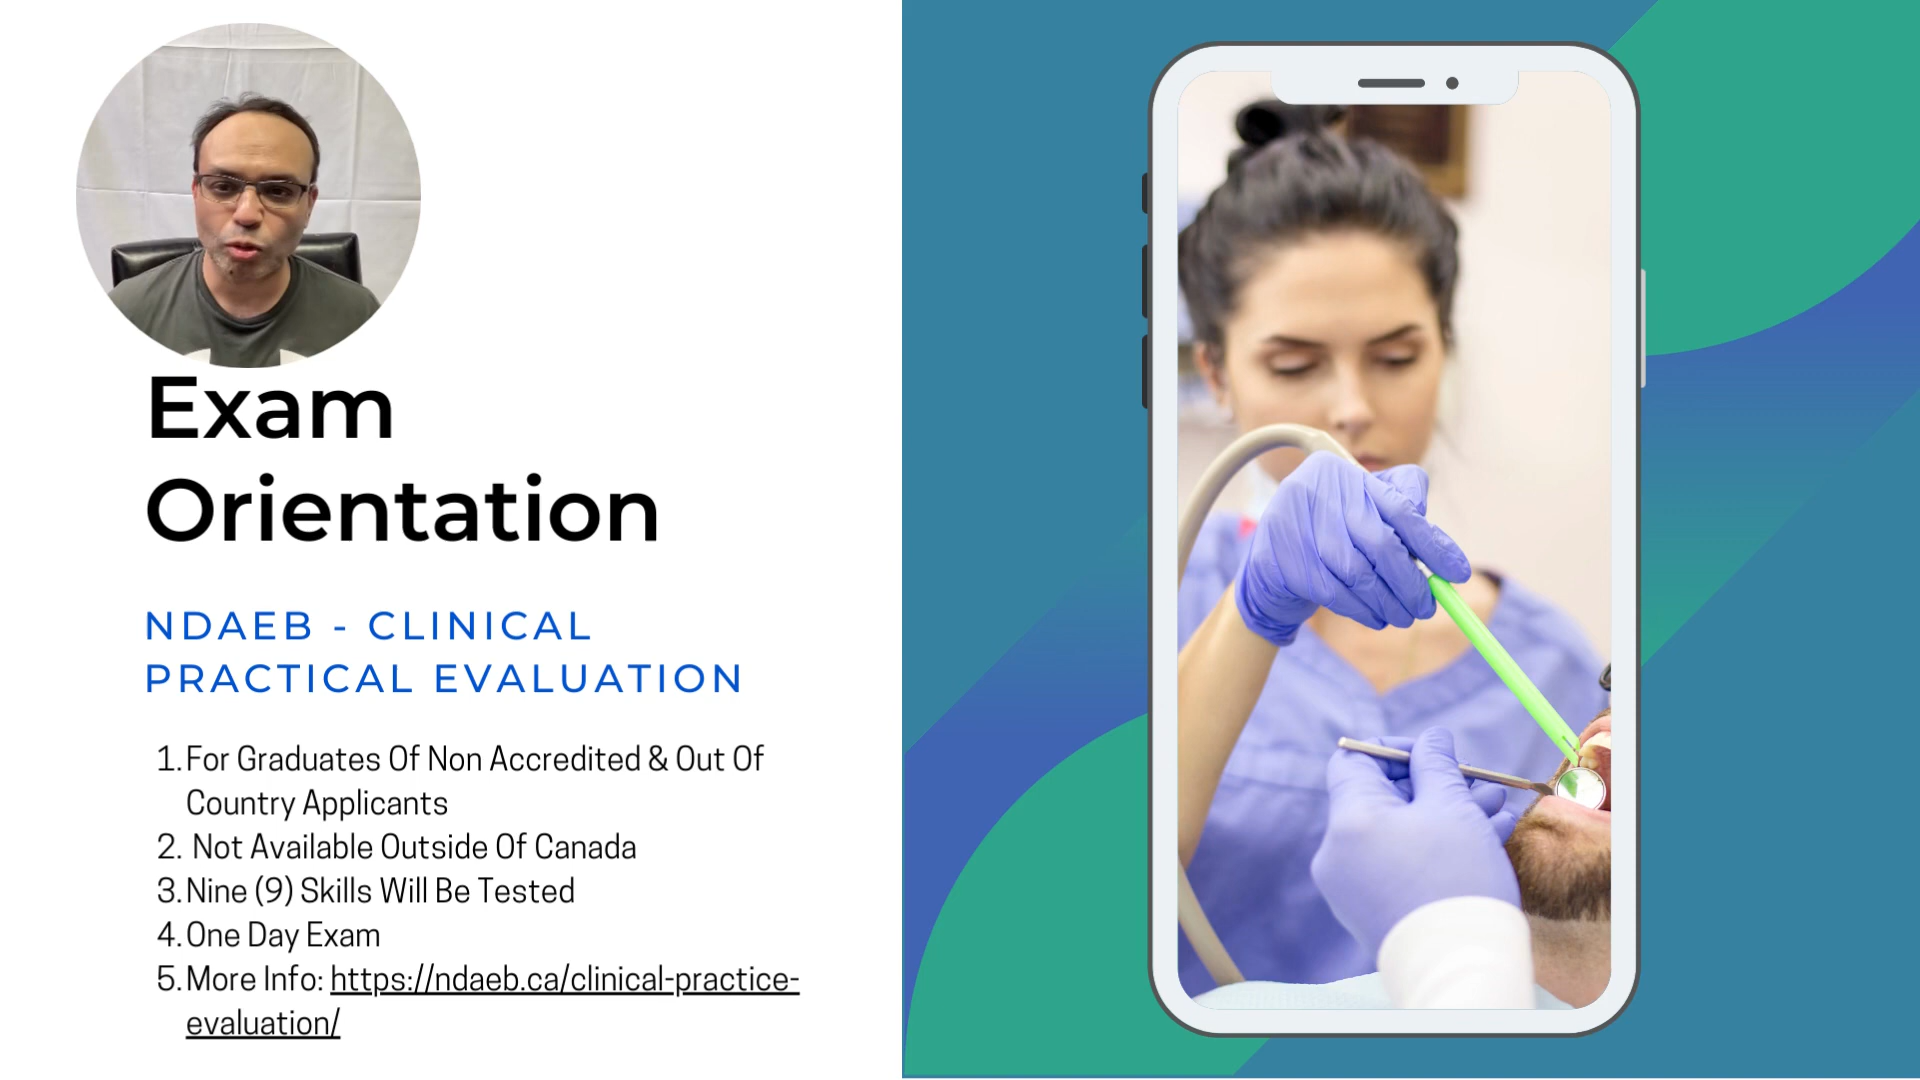 Exam
Orientation
NDAEB - CLINICAL
PRACTICAL EVALUATION
1. For Graduates Of Non Accredited & Out Of
Country Applicants
2. Not Available Outside Of Canada
3. Nine (9) Skills Will Be Tested
4. One Day Exam
5. More Info: https://ndaeb.ca/clinical-practice-
evaluation/